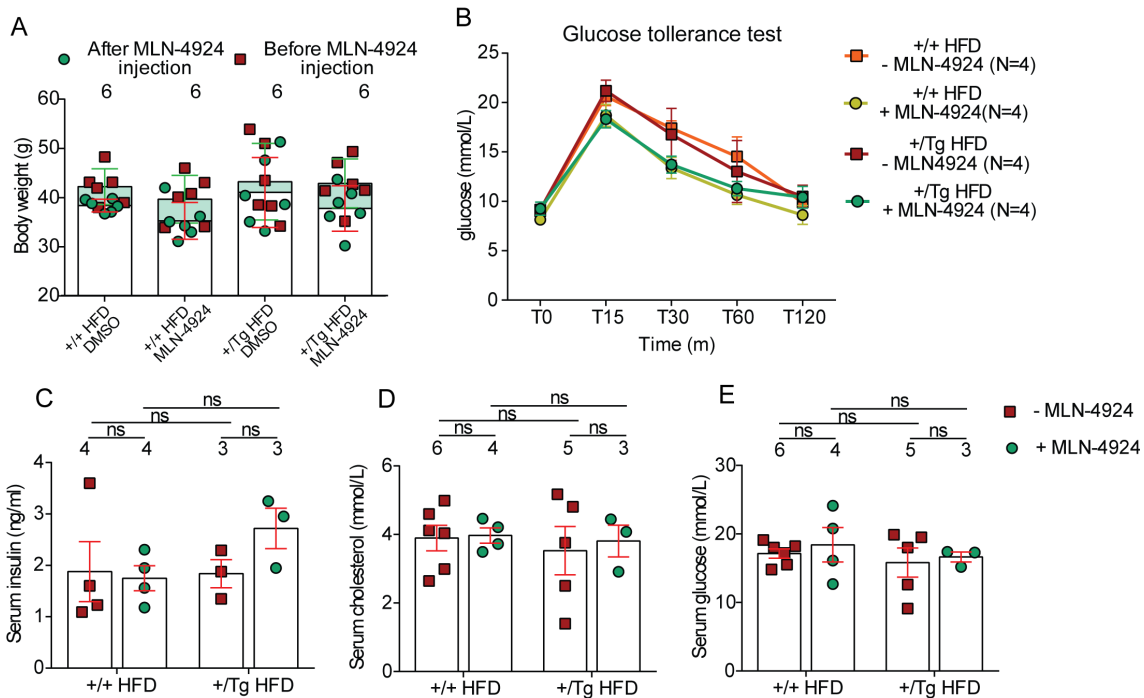 A
After MLN-4924
injection
Before MLN-4924
injection
6 6 6 6
Body weight (g)
60
50
40
30
20
+/+ HFD
DMSO
+/+ HFD
MLN-4924
+/Tg HFD
DMSO
+/Tg HFD
MLN-4924
B
Glucose tollerance test
glucose (mmol/L)
25
20
15
10
5
0
T0 T15 T30 T60 T120
Time (m)
+/+ HFD
- MLN-4924 (N=4)
+/+ HFD
+ MLN-4924(N=4)
+/Tg HFD
- MLN4924 (N=4)
+/Tg HFD
+ MLN-4924 (N=4)
C
ns
ns
ns ns
4 4 3 3
Serum insulin (ng/ml)
4
3
2
1
0
+/+ HFD +/Tg HFD
D
ns
ns
ns ns
6 4 5 3
Serum cholesterol (mmol/L)
6
4
2
0
+/+ HFD +/Tg HFD
E
ns
ns
ns ns
6 4 5 3
Serum glucose (mmol/L)
30
20
10
0
+/+ HFD +/Tg HFD
- MLN-4924
+ MLN-4924